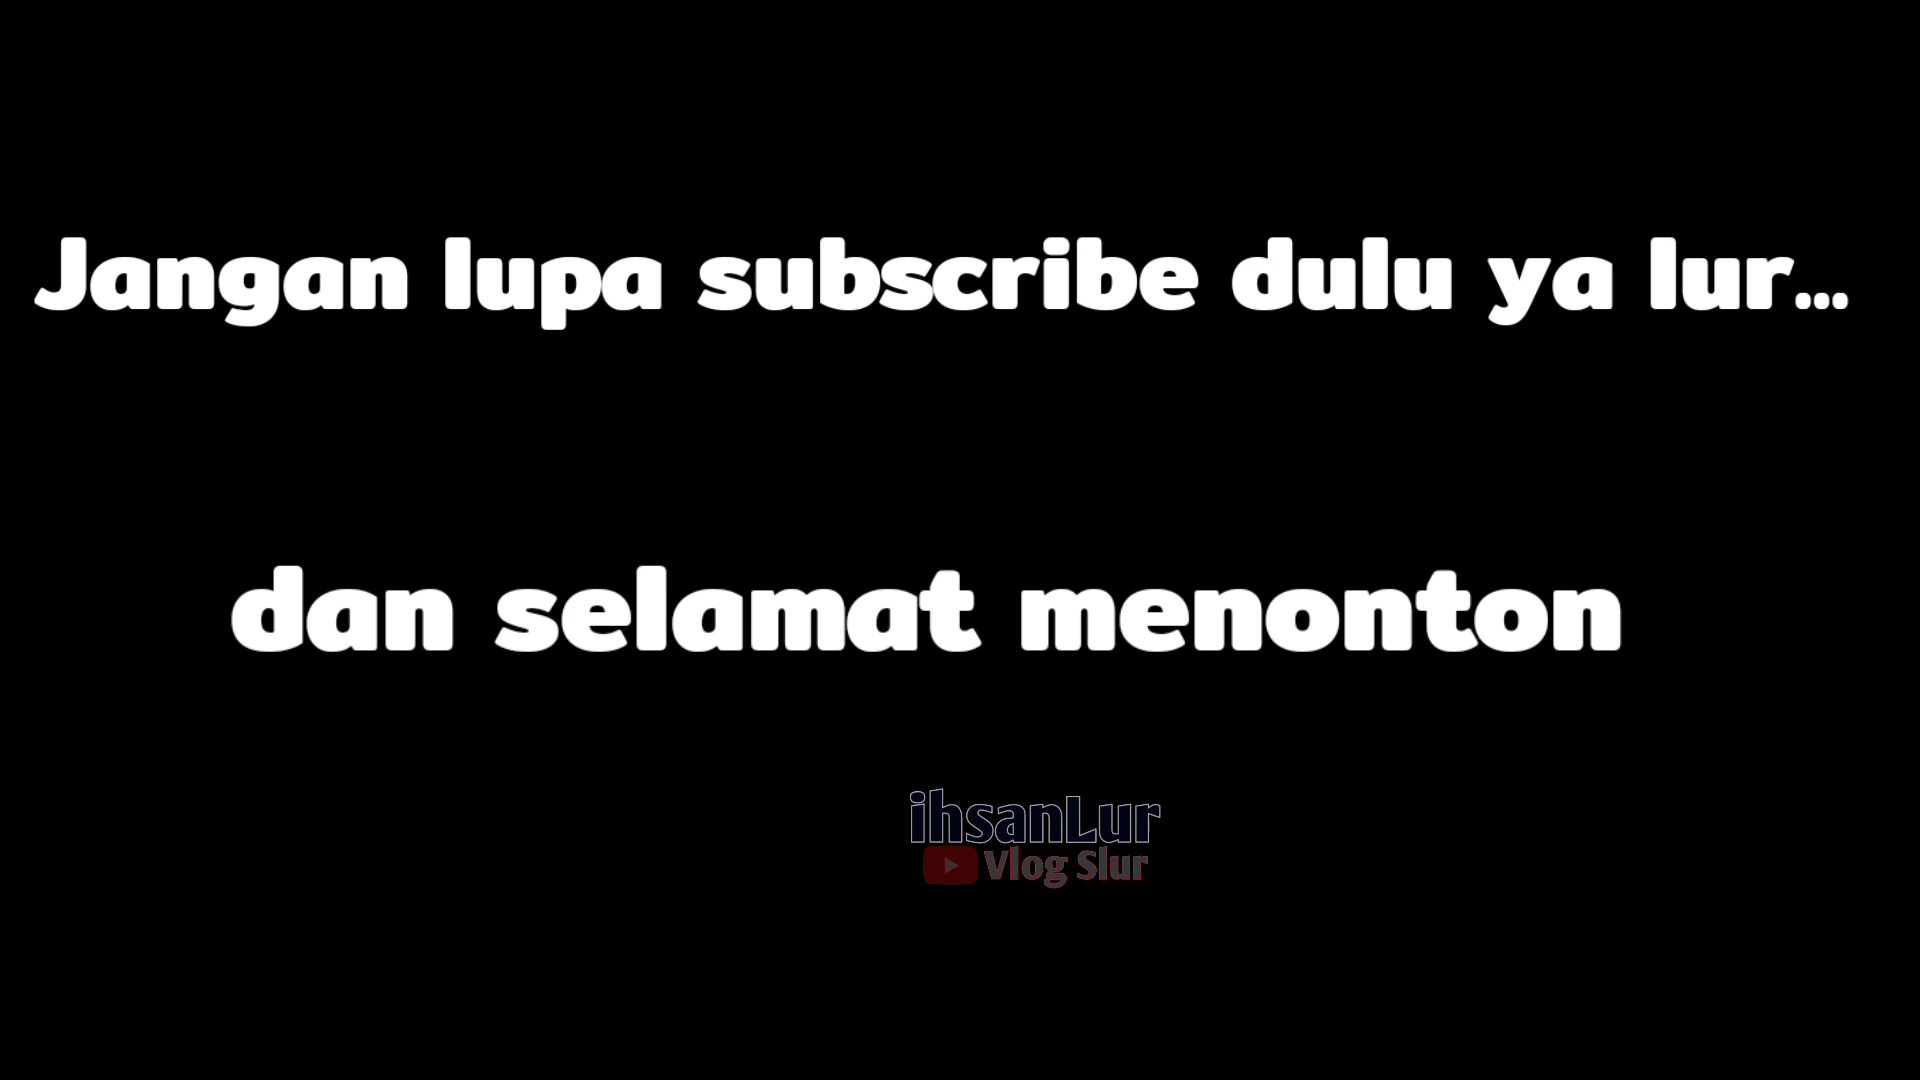 Jangan lupa subscribe dulu ya lur...
dan selamat menonton
ihsanLur
Vlog Slur